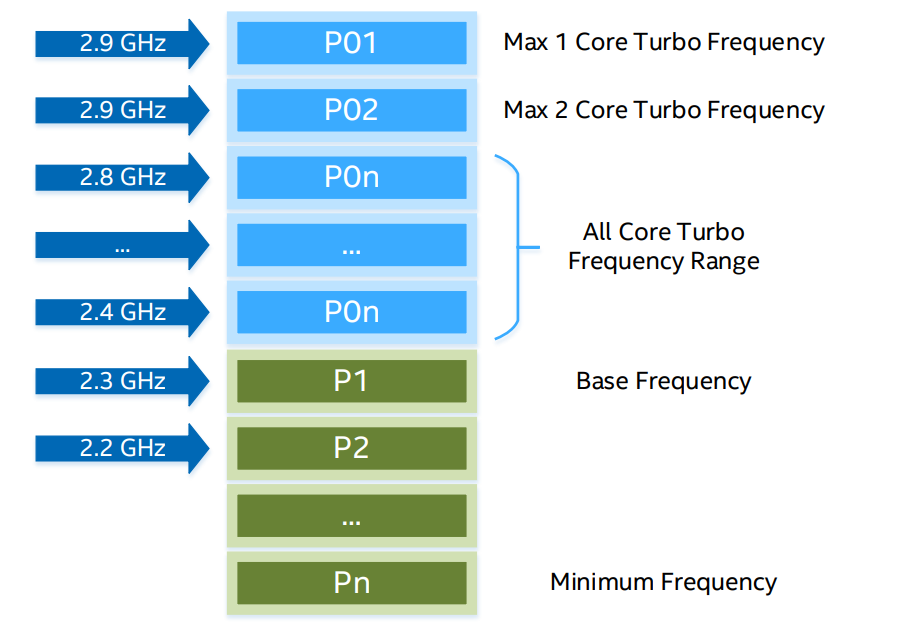 2.9 GHz P01 Max 1 Core Turbo Frequency
2.9 GHz P02 Max 2 Core Turbo Frequency
2.8 GHz P0n
... ... All Core Turbo
Frequency Range
2.4 GHz P0n
2.3 GHz P1 Base Frequency
2.2 GHz P2
...
Pn Minimum Frequency